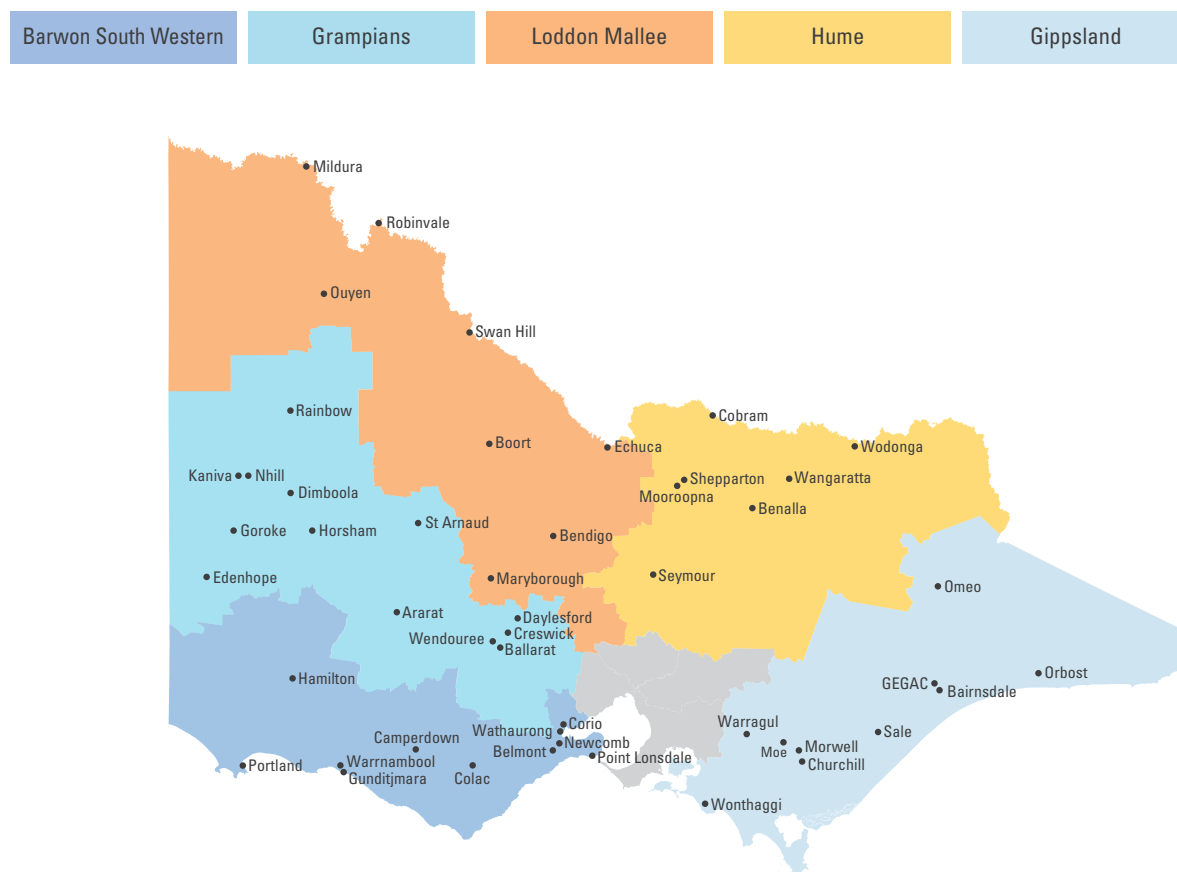 Barwon South Western
Grampians
Loddon Mallee
Hume
Gippsland
Mildura
Robinvale
Ouyen
Swan Hill
Rainbow
Cobram
Boort
Echuca
Wodonga
Kaniva
Nhill
Shepparton
Wangaratta
Mooroopna
Dimboola
Benalla
St Arnaud
Goroke
Horsham
Bendigo
Edenhope
Maryborough
Seymour
Omeo
Ararat
Daylesford
Creswick
Wendouree
Ballarat
Hamilton
Orbost
GEGAC
Bairnsdale
Corio
Wathaurong
Warragul
Sale
Camperdown
Newcomb
Belmont
Moe
Morwell
Point Lonsdale
Churchill
Portland
Warrnambool
Gunditjmara
Colac
Wonthaggi